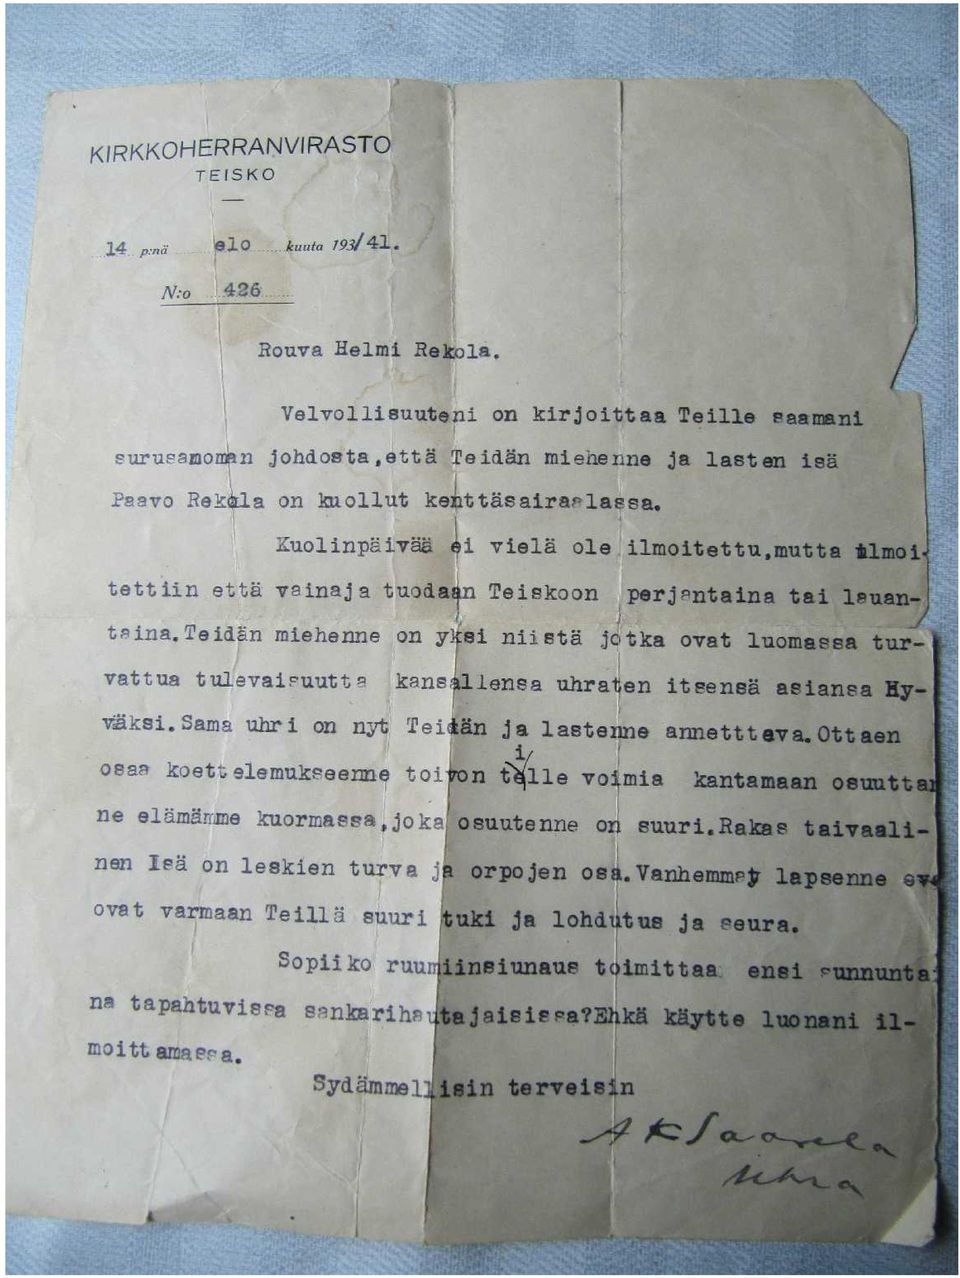 KIRKKOHERRANVIRASTO
TEISKO
14 p:nä elo kuuta 193/41.
N:o 426
Rouva Helmi Rekola.
Velvollisuuteni on kirjoittaa Teille saamani
surusanoman johdosta,että Teidän miehenne ja lasten isä
Paavo Rekola on kuollut kenttäsairaalassa.
Kuolinpäivää ei vielä ole ilmoitettu,mutta ilmoi-
tettiin että vainaja tuodaan Teiskoon perjantaina tai lauan-
taina.Teidän miehenne on yksi niistä jotka ovat luomassa tur-
vattua tulevaisuutta kansallensa uhraten itsensä asiansa Hy-
väksi.Sama uhri on nyt Teidän ja lastenne annetttava.Ottaen
osaa koettelemukseenne toivon teille voimia kantamaan osuuttan
ne elämämme kuormassa,joka osuutenne on suuri.Rakas taivaali-
nen Isä on leskien turva ja orpojen osa.Vanhemmat lapsenne
ovat varmaan Teillä suuri tuki ja lohdutus ja seura.
Sopiiko ruumiinsiunaus toimittaa ensi sunnuntai
na tapahtuvissa sankarihautajaisissa?Ehkä käytte luonani il-
moittamassa.
Sydämmellisin terveisin
A K Saarela